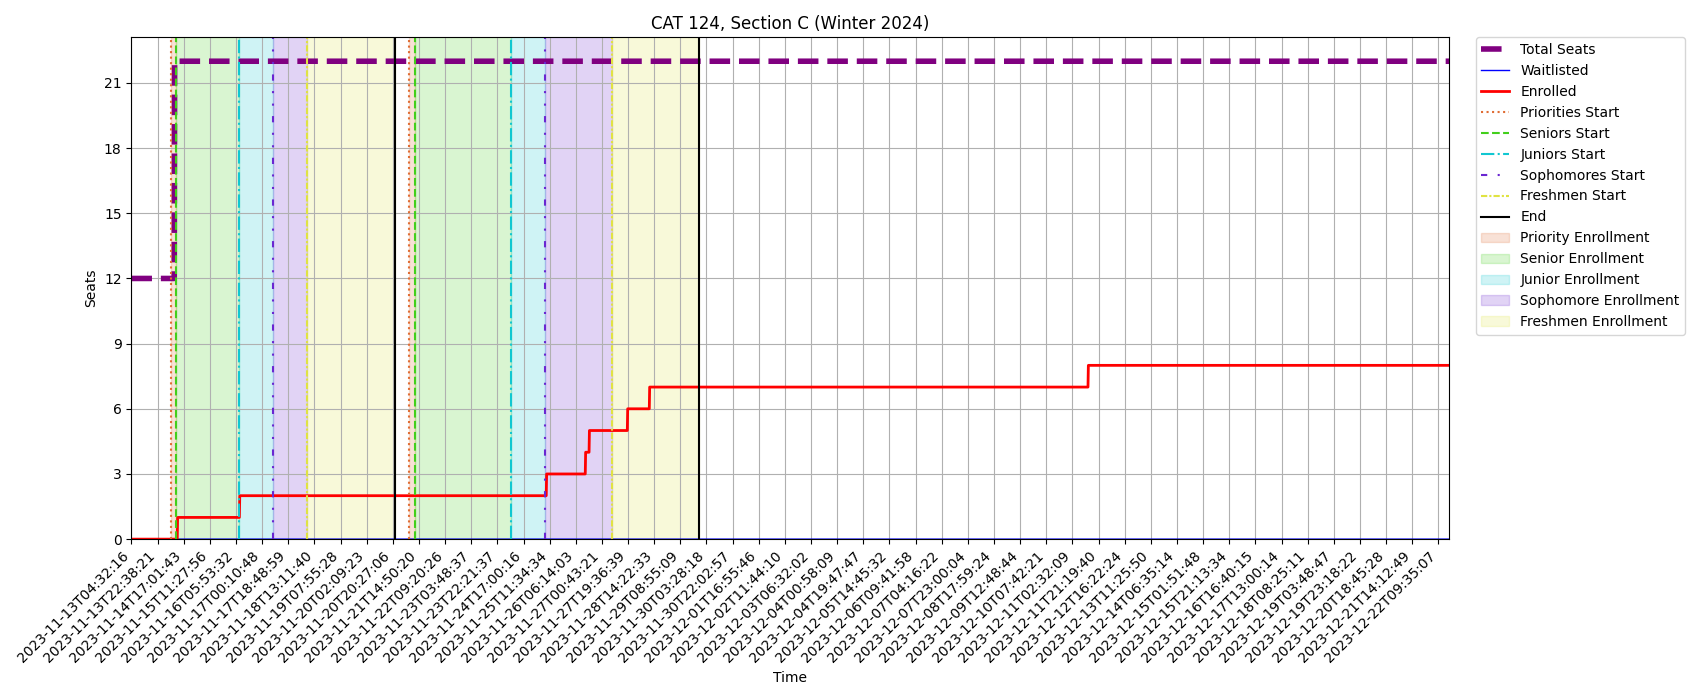 CAT 124, Section C (Winter 2024)
Seats
21
18
15
12
9
6
3
0
2023-11-13T04:32:16
2023-11-13T22:38:21
2023-11-14T17:01:43
2023-11-15T11:27:56
2023-11-16T05:53:32
2023-11-17T00:10:48
2023-11-17T18:48:59
2023-11-18T13:11:40
2023-11-19T07:55:28
2023-11-20T02:09:23
2023-11-20T20:27:06
2023-11-21T14:50:20
2023-11-22T09:20:26
2023-11-23T03:48:37
2023-11-23T22:21:37
2023-11-24T17:00:16
2023-11-25T11:34:34
2023-11-26T06:14:03
2023-11-27T00:43:21
2023-11-27T19:36:39
2023-11-28T14:22:33
2023-11-29T08:55:09
2023-11-30T03:28:18
2023-11-30T22:02:57
2023-12-01T16:55:46
2023-12-02T11:44:10
2023-12-03T06:32:02
2023-12-04T00:58:09
2023-12-04T19:47:47
2023-12-05T14:45:32
2023-12-06T09:41:58
2023-12-07T04:16:22
2023-12-07T23:00:04
2023-12-08T17:59:24
2023-12-09T12:48:44
2023-12-10T07:42:21
2023-12-11T02:32:09
2023-12-11T21:19:40
2023-12-12T16:22:24
2023-12-13T11:25:50
2023-12-14T06:35:14
2023-12-15T01:51:48
2023-12-15T21:13:34
2023-12-16T16:40:15
2023-12-17T13:00:14
2023-12-18T08:25:11
2023-12-19T03:48:47
2023-12-19T23:18:22
2023-12-20T18:45:28
2023-12-21T14:12:49
2023-12-22T09:35:07
Time
Total Seats
Waitlisted
Enrolled
Priorities Start
Seniors Start
Juniors Start
Sophomores Start
Freshmen Start
End
Priority Enrollment
Senior Enrollment
Junior Enrollment
Sophomore Enrollment
Freshmen Enrollment